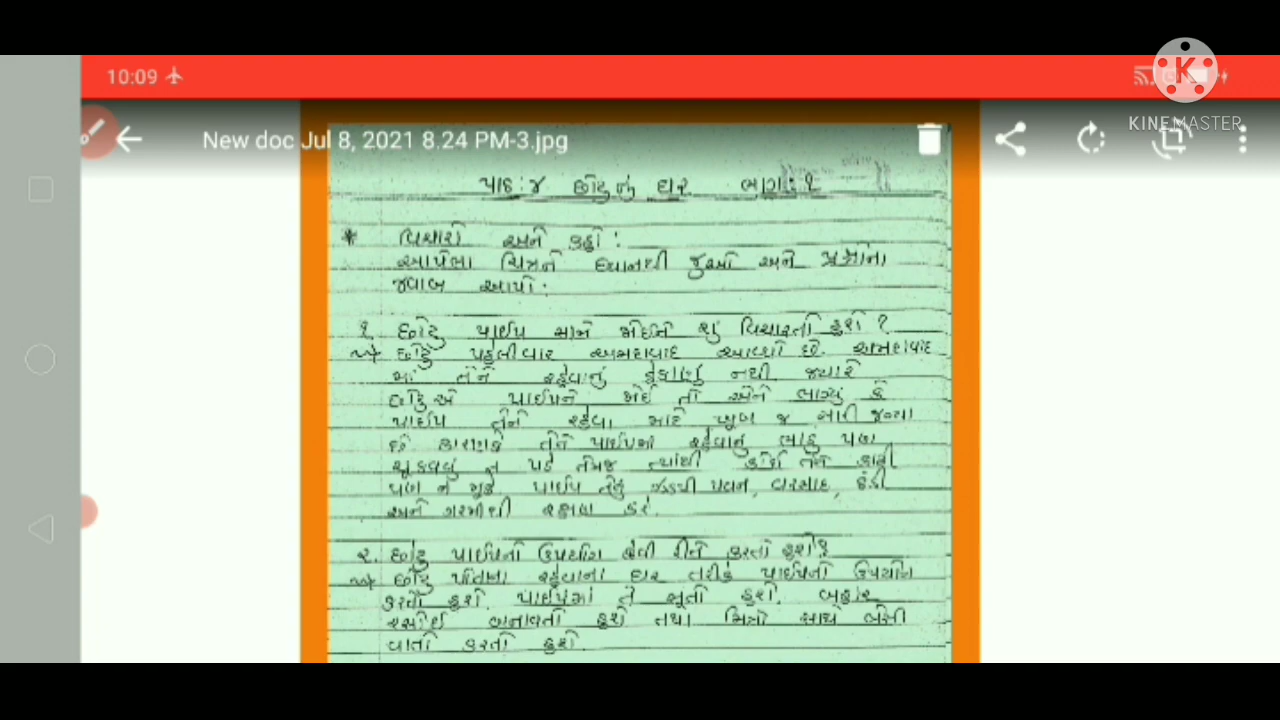 10:09
KINEMASTER
New doc Jul 8, 2021 8.24 PM-3.jpg
પાઠ : ૪ છોટુનું ઘર ભાગ : ૧
* વિચારો અને કહો :
આપેલા ચિત્રને ધ્યાનથી જુઓ અને પ્રશ્નોના
જવાબ આપો.
૧. છોટુ પાઈપ સામે જોઈને શું વિચારતો હશે ?
છોટુ પહેલીવાર અમદાવાદ આવ્યો છે. અમદાવાદ
માં તેને રહેવાનું ઠેકાણું નથી જ્યારે
છોટુ એ પાઈપને જોઈ તો એને લાગ્યું કે
પાઈપ તેને રહેવા માટે ખુબ જ સારી જગ્યા
છે કારણકે તેને પાઈપમાં રહેવાનું ભાડુ પણ
ચૂકવવું ન પડે તેમજ ત્યાંથી કોઈ તેને કાઢી
પણ ન મુકે પાઈપ તેનું ઝડપી પવન, વરસાદ, ઠંડી
અને ગરમીથી રક્ષણ કરે.
૨. છોટુ પાઈપનો ઉપયોગ કેવી રીતે કરતો હશે ?
છોટુ પોતાના રહેવાના ઘર તરીકે પાઈપનો ઉપયોગ
કરતો હશે. પાઈપમાં તે સૂતો હશે. બહાર
રસોઈ બનાવતો હશે તથા મિત્રો સાથે બેસી
વાતો કરતો હશે.